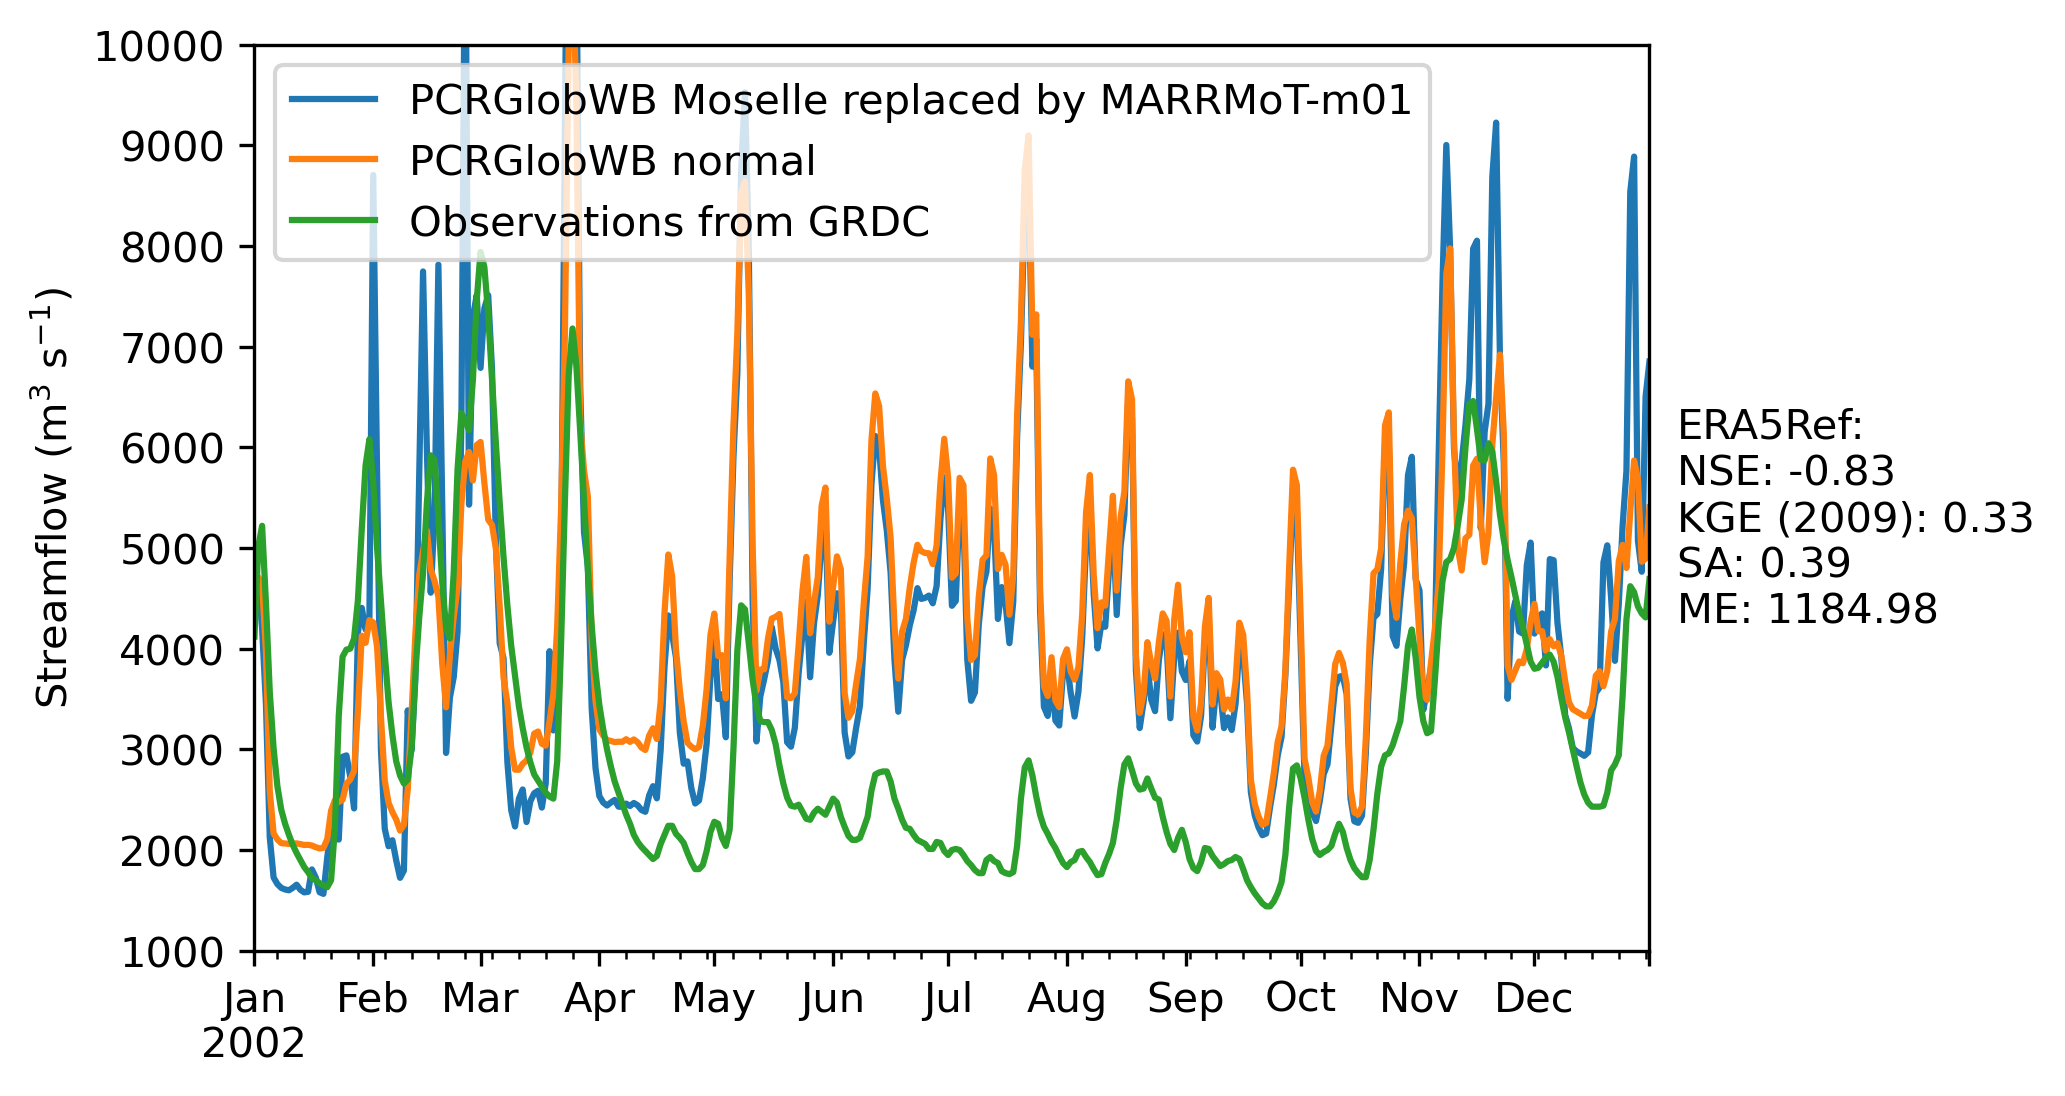 10000
9000
8000
7000
6000
5000
4000
3000
2000
1000
Streamflow (m³ s⁻¹)
PCRGlobWB Moselle replaced by MARRMoT-m01
PCRGlobWB normal
Observations from GRDC
Jan Feb Mar Apr May Jun Jul Aug Sep Oct Nov Dec
2002
ERA5Ref:
NSE: -0.83
KGE (2009): 0.33
SA: 0.39
ME: 1184.98